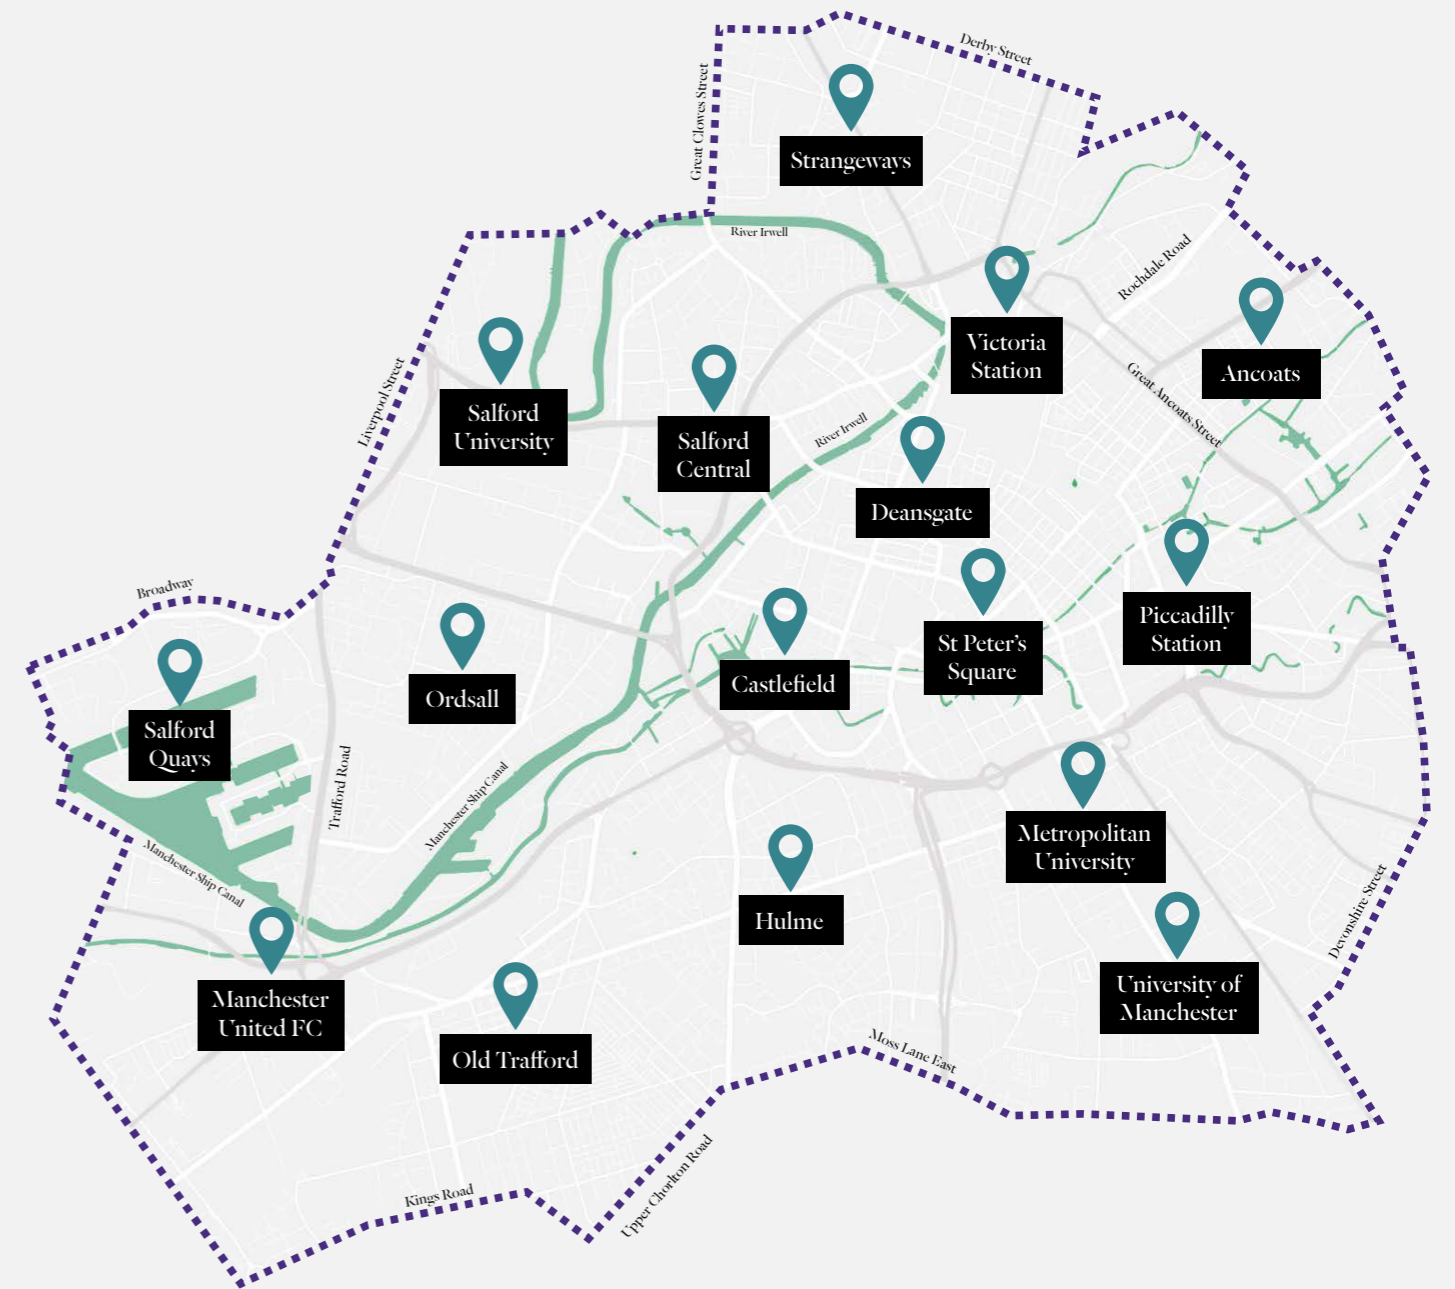 Derby Street
Great Clowes Street
Strangeways
River Irwell
Rochdale Road
Victoria
Station
Ancoats
Great Ancoats Street
Liverpool Street
Salford
University
Salford
Central
River Irwell
Deansgate
Broadway
Piccadilly
Station
St Peter's
Square
Castlefield
Ordsall
Salford
Quays
Trafford Road
Manchester Ship Canal
Manchester Ship Canal
Metropolitan
University
Hulme
Devonshire Street
University of
Manchester
Manchester
United FC
Old Trafford
Moss Lane East
Upper Chorlton Road
Kings Road